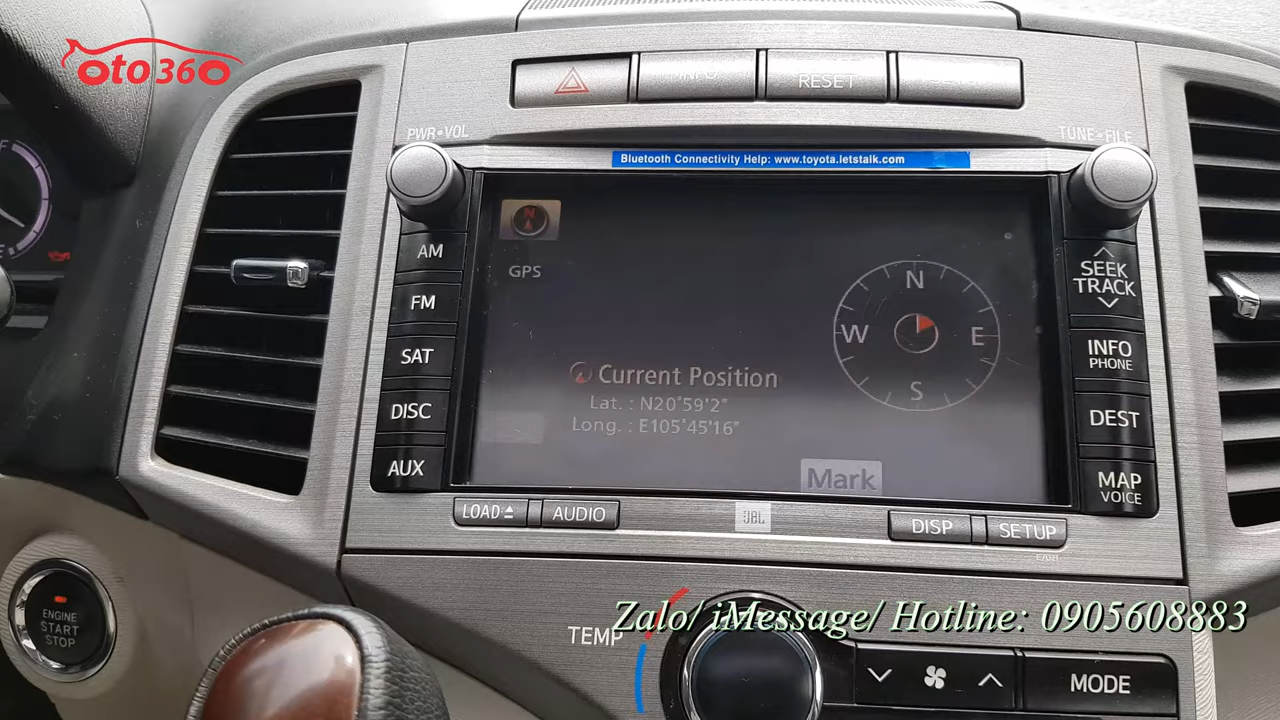 oto360
INFO
RESET
PWR•VOL
TUNE•FILE
Bluetooth Connectivity Help: www.toyota.letstalk.com
AM
FM
SAT
DISC
AUX
N
GPS
N
W
E
S
Current Position
Lat. : N20°59'2"
Long. : E105°45'16"
Mark
SEEK
TRACK
INFO
PHONE
DEST
MAP
VOICE
LOAD
AUDIO
JBL
DISP
SETUP
F
E
ENGINE
START
STOP
Zalo/ iMessage/ Hotline: 0905608883
TEMP
MODE